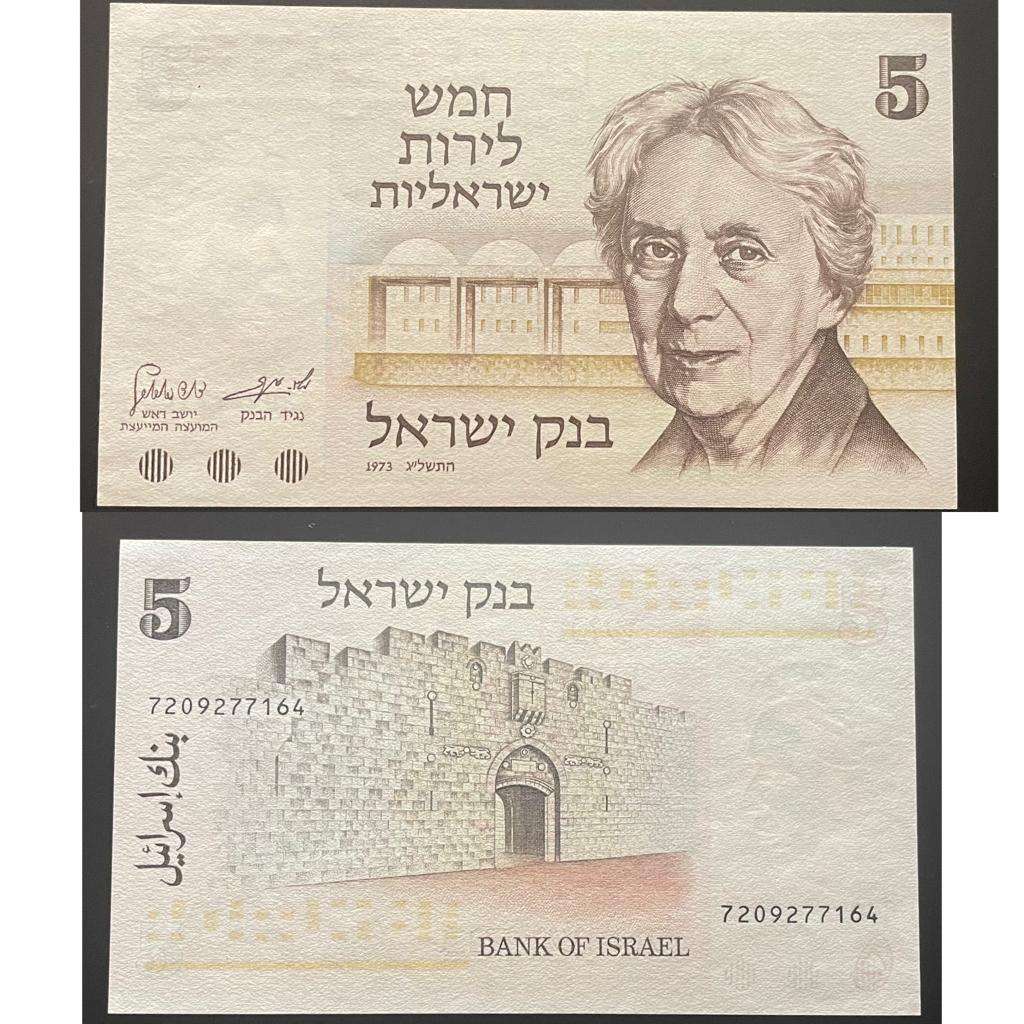 5
חמש
לירות
ישראליות
יושב ראש
המועצה המייעצת
נגיד הבנק
בנק ישראל
1973 התשל״ג
5
בנק ישראל
7209277164
بنك إسرائيل
7209277164
BANK OF ISRAEL